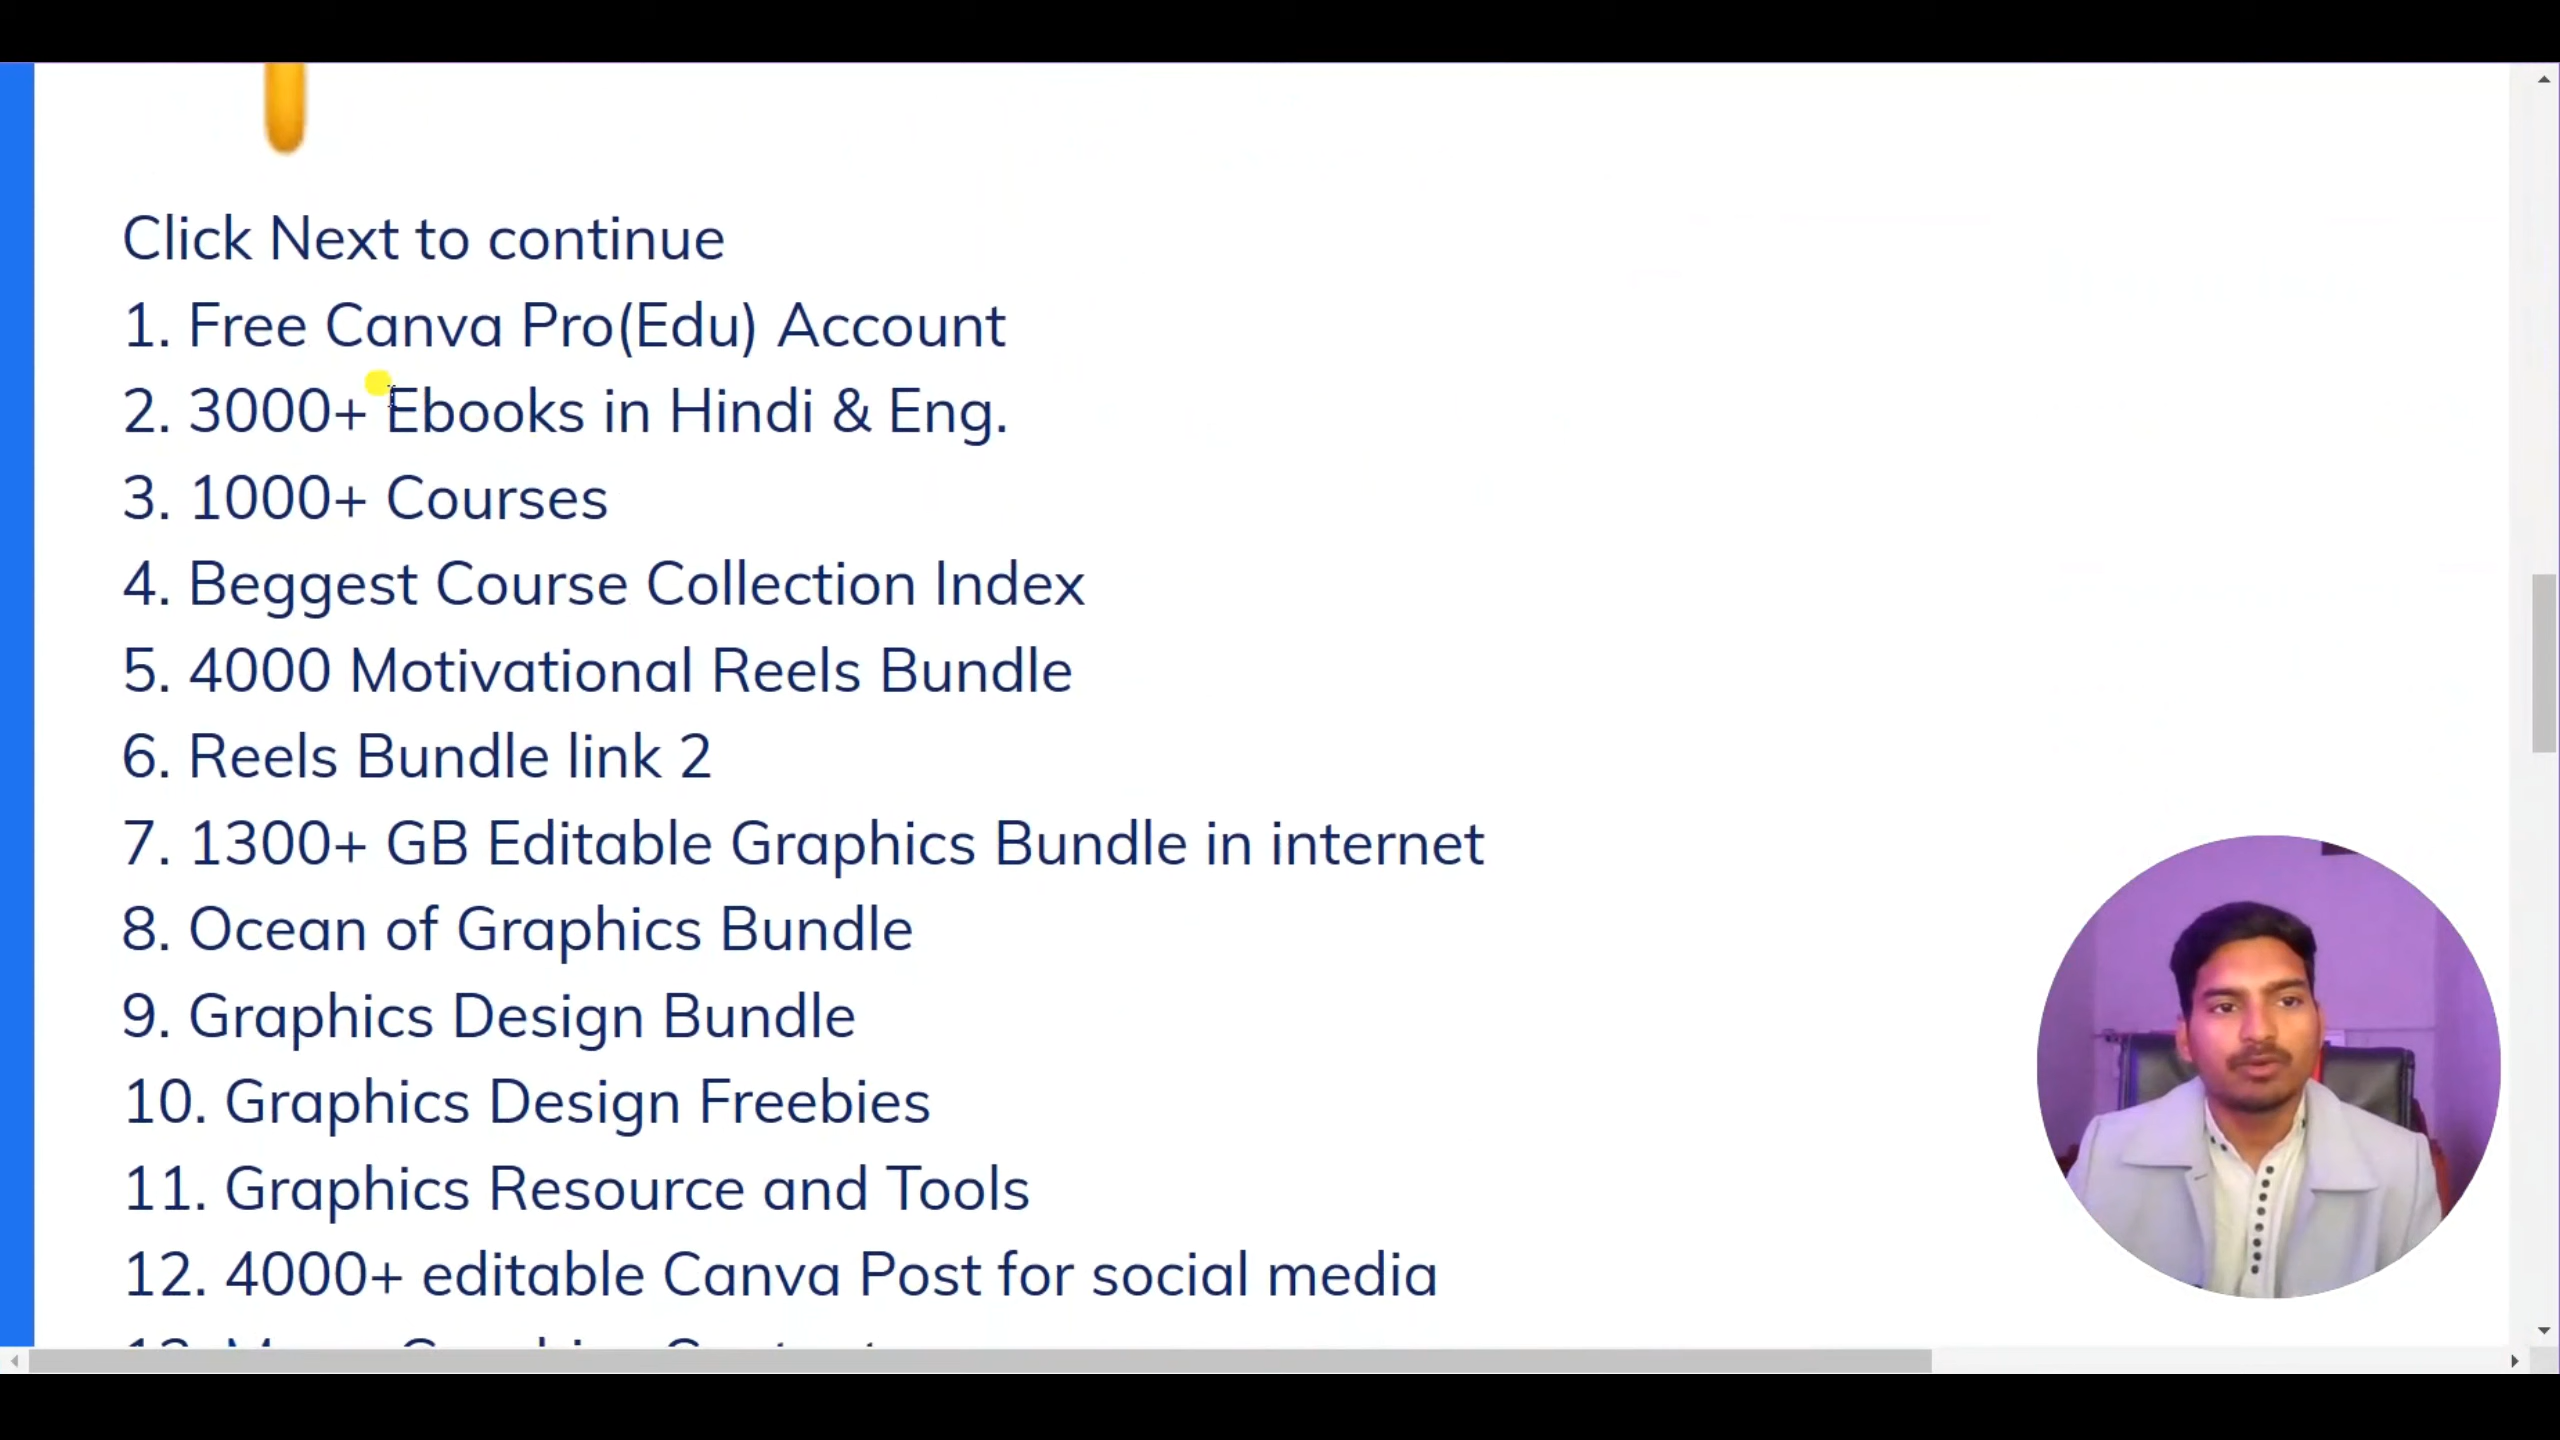 Click Next to continue
1. Free Canva Pro(Edu) Account
2. 3000+ Ebooks in Hindi & Eng.
3. 1000+ Courses
4. Beggest Course Collection Index
5. 4000 Motivational Reels Bundle
6. Reels Bundle link 2
7. 1300+ GB Editable Graphics Bundle in internet
8. Ocean of Graphics Bundle
9. Graphics Design Bundle
10. Graphics Design Freebies
11. Graphics Resource and Tools
12. 4000+ editable Canva Post for social media